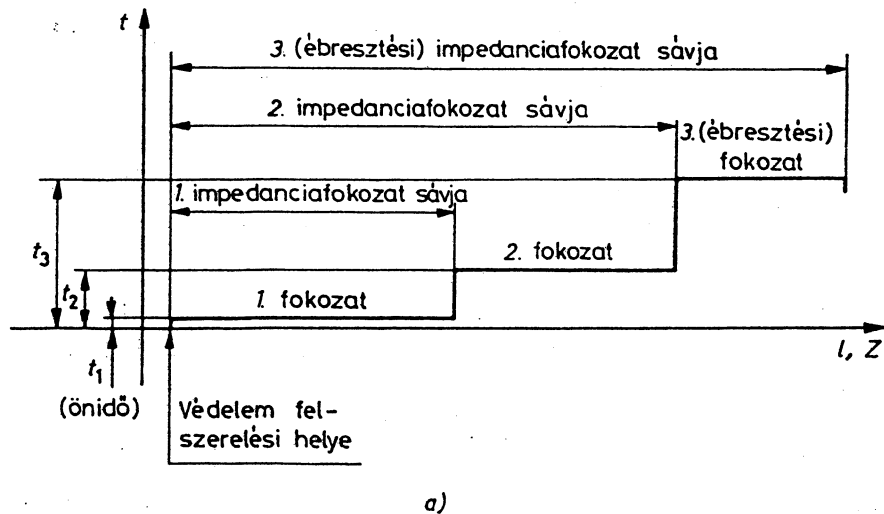 t
3. (ébresztési) impedanciafokozat sávja
2. impedanciafokozat sávja
3. (ébresztési)
fokozat
1. impedanciafokozat sávja
t3
t2
2. fokozat
1. fokozat
l, Z
t1
(önidő)
Védelem fel-
szerelési helye
a)